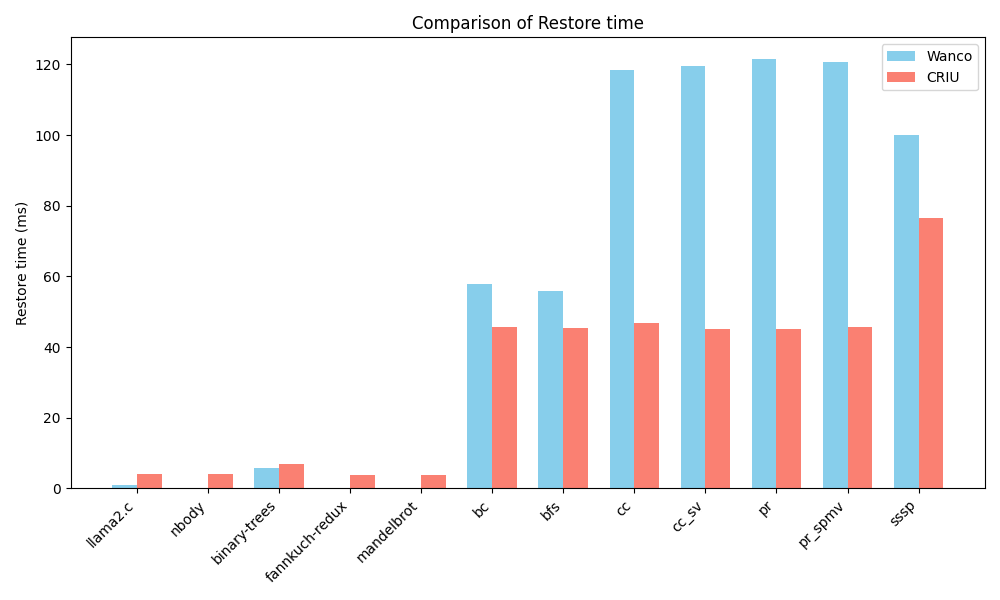 Comparison of Restore time
Wanco
CRIU
Restore time (ms)
120
100
80
60
40
20
0
llama2.c
nbody
binary-trees
fannkuch-redux
mandelbrot
bc
bfs
cc
cc_sv
pr
pr_spmv
sssp